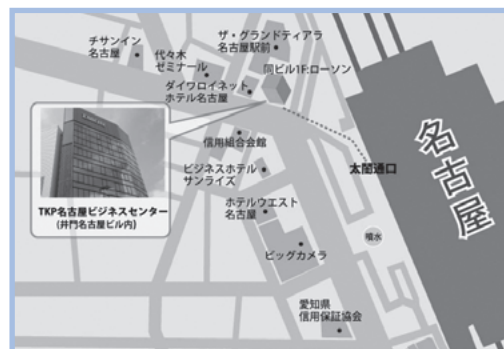 チサンイン
名古屋
代々木
ゼミナール
ザ・グランドティアラ
名古屋駅前
同ビル1F:ローソン
ダイワロイネット
ホテル名古屋
信用組合会館
ビジネスホテル
サンライズ
太閤通口
名古屋
TKP名古屋ビジネスセンター
(井門名古屋ビル内)
ホテルウエスト
名古屋
噴水
ビッグカメラ
愛知県
信用保証協会